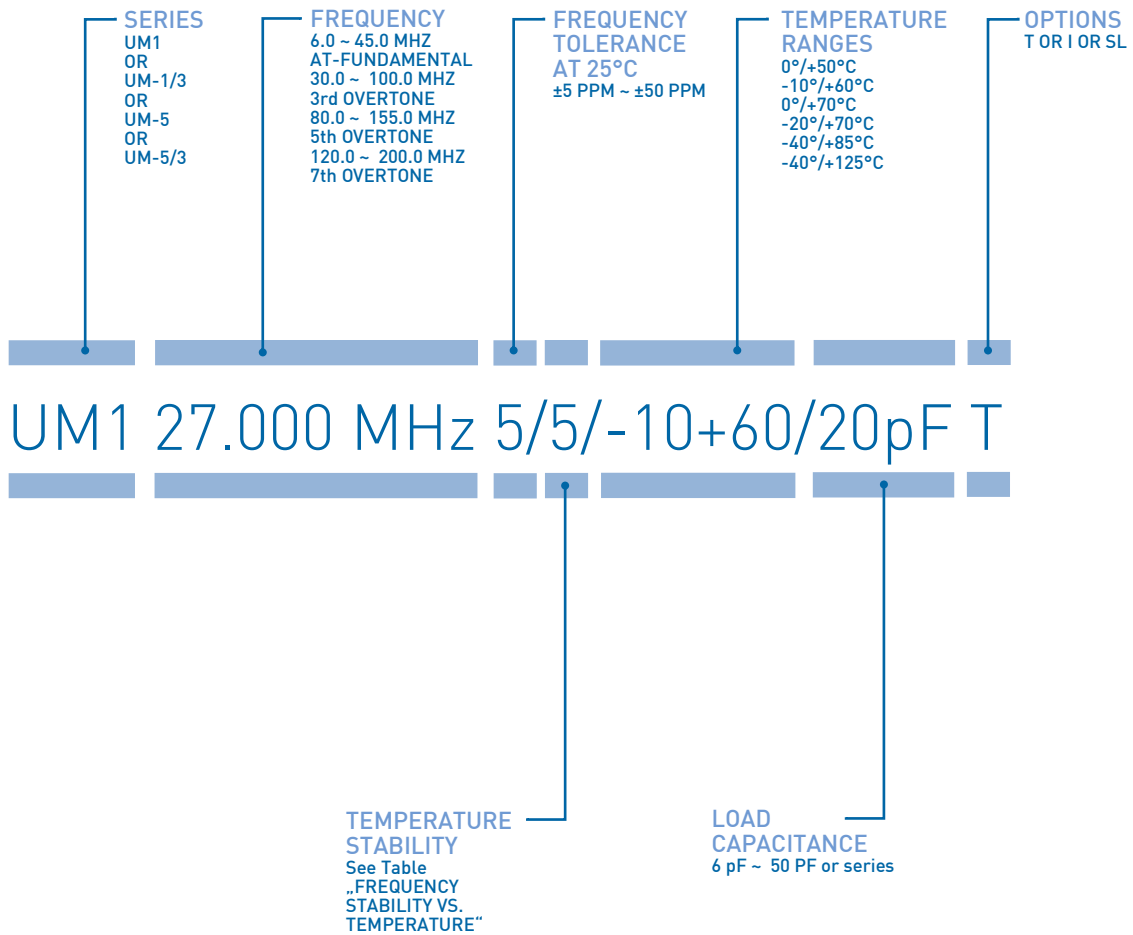 SERIES
UM1
OR
UM-1/3
OR
UM-5
OR
UM-5/3
FREQUENCY
6.0 ~ 45.0 MHZ
AT-FUNDAMENTAL
30.0 ~ 100.0 MHZ
3rd OVERTONE
80.0 ~ 155.0 MHZ
5th OVERTONE
120.0 ~ 200.0 MHZ
7th OVERTONE
FREQUENCY
TOLERANCE
AT 25°C
±5 PPM ~ ±50 PPM
TEMPERATURE
RANGES
0°/+50°C
-10°/+60°C
0°/+70°C
-20°/+70°C
-40°/+85°C
-40°/+125°C
OPTIONS
T OR I OR SL
UM1 27.000 MHz 5/5/-10+60/20pF T
TEMPERATURE
STABILITY
See Table
„FREQUENCY
STABILITY VS.
TEMPERATURE“
LOAD
CAPACITANCE
6 pF ~ 50 PF or series